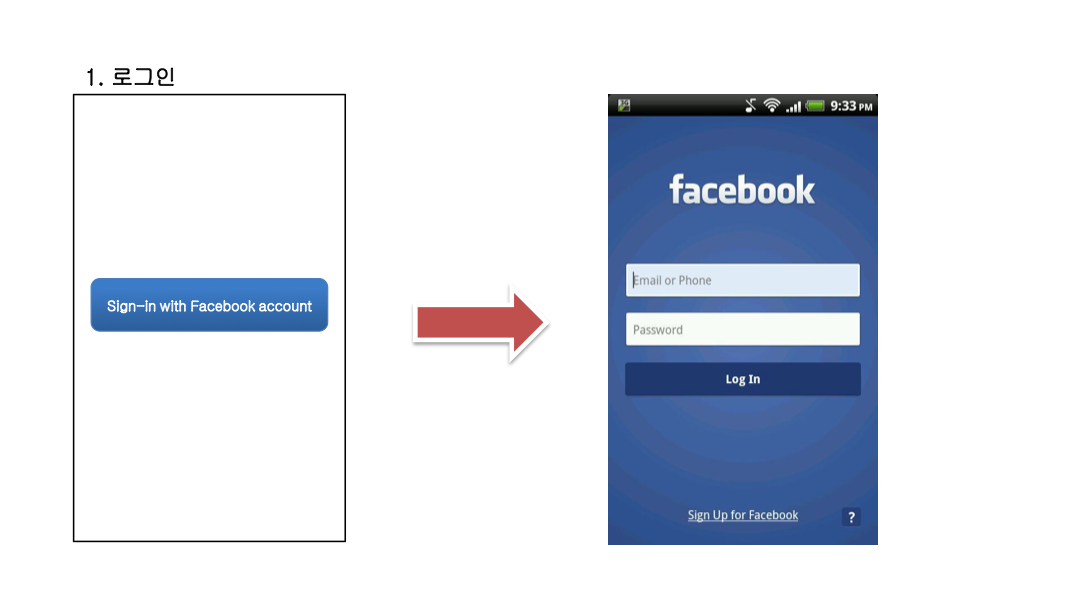 1. 로그인
Sign-in with Facebook account
9:33 PM
facebook
Email or Phone
Password
Log In
Sign Up for Facebook
?